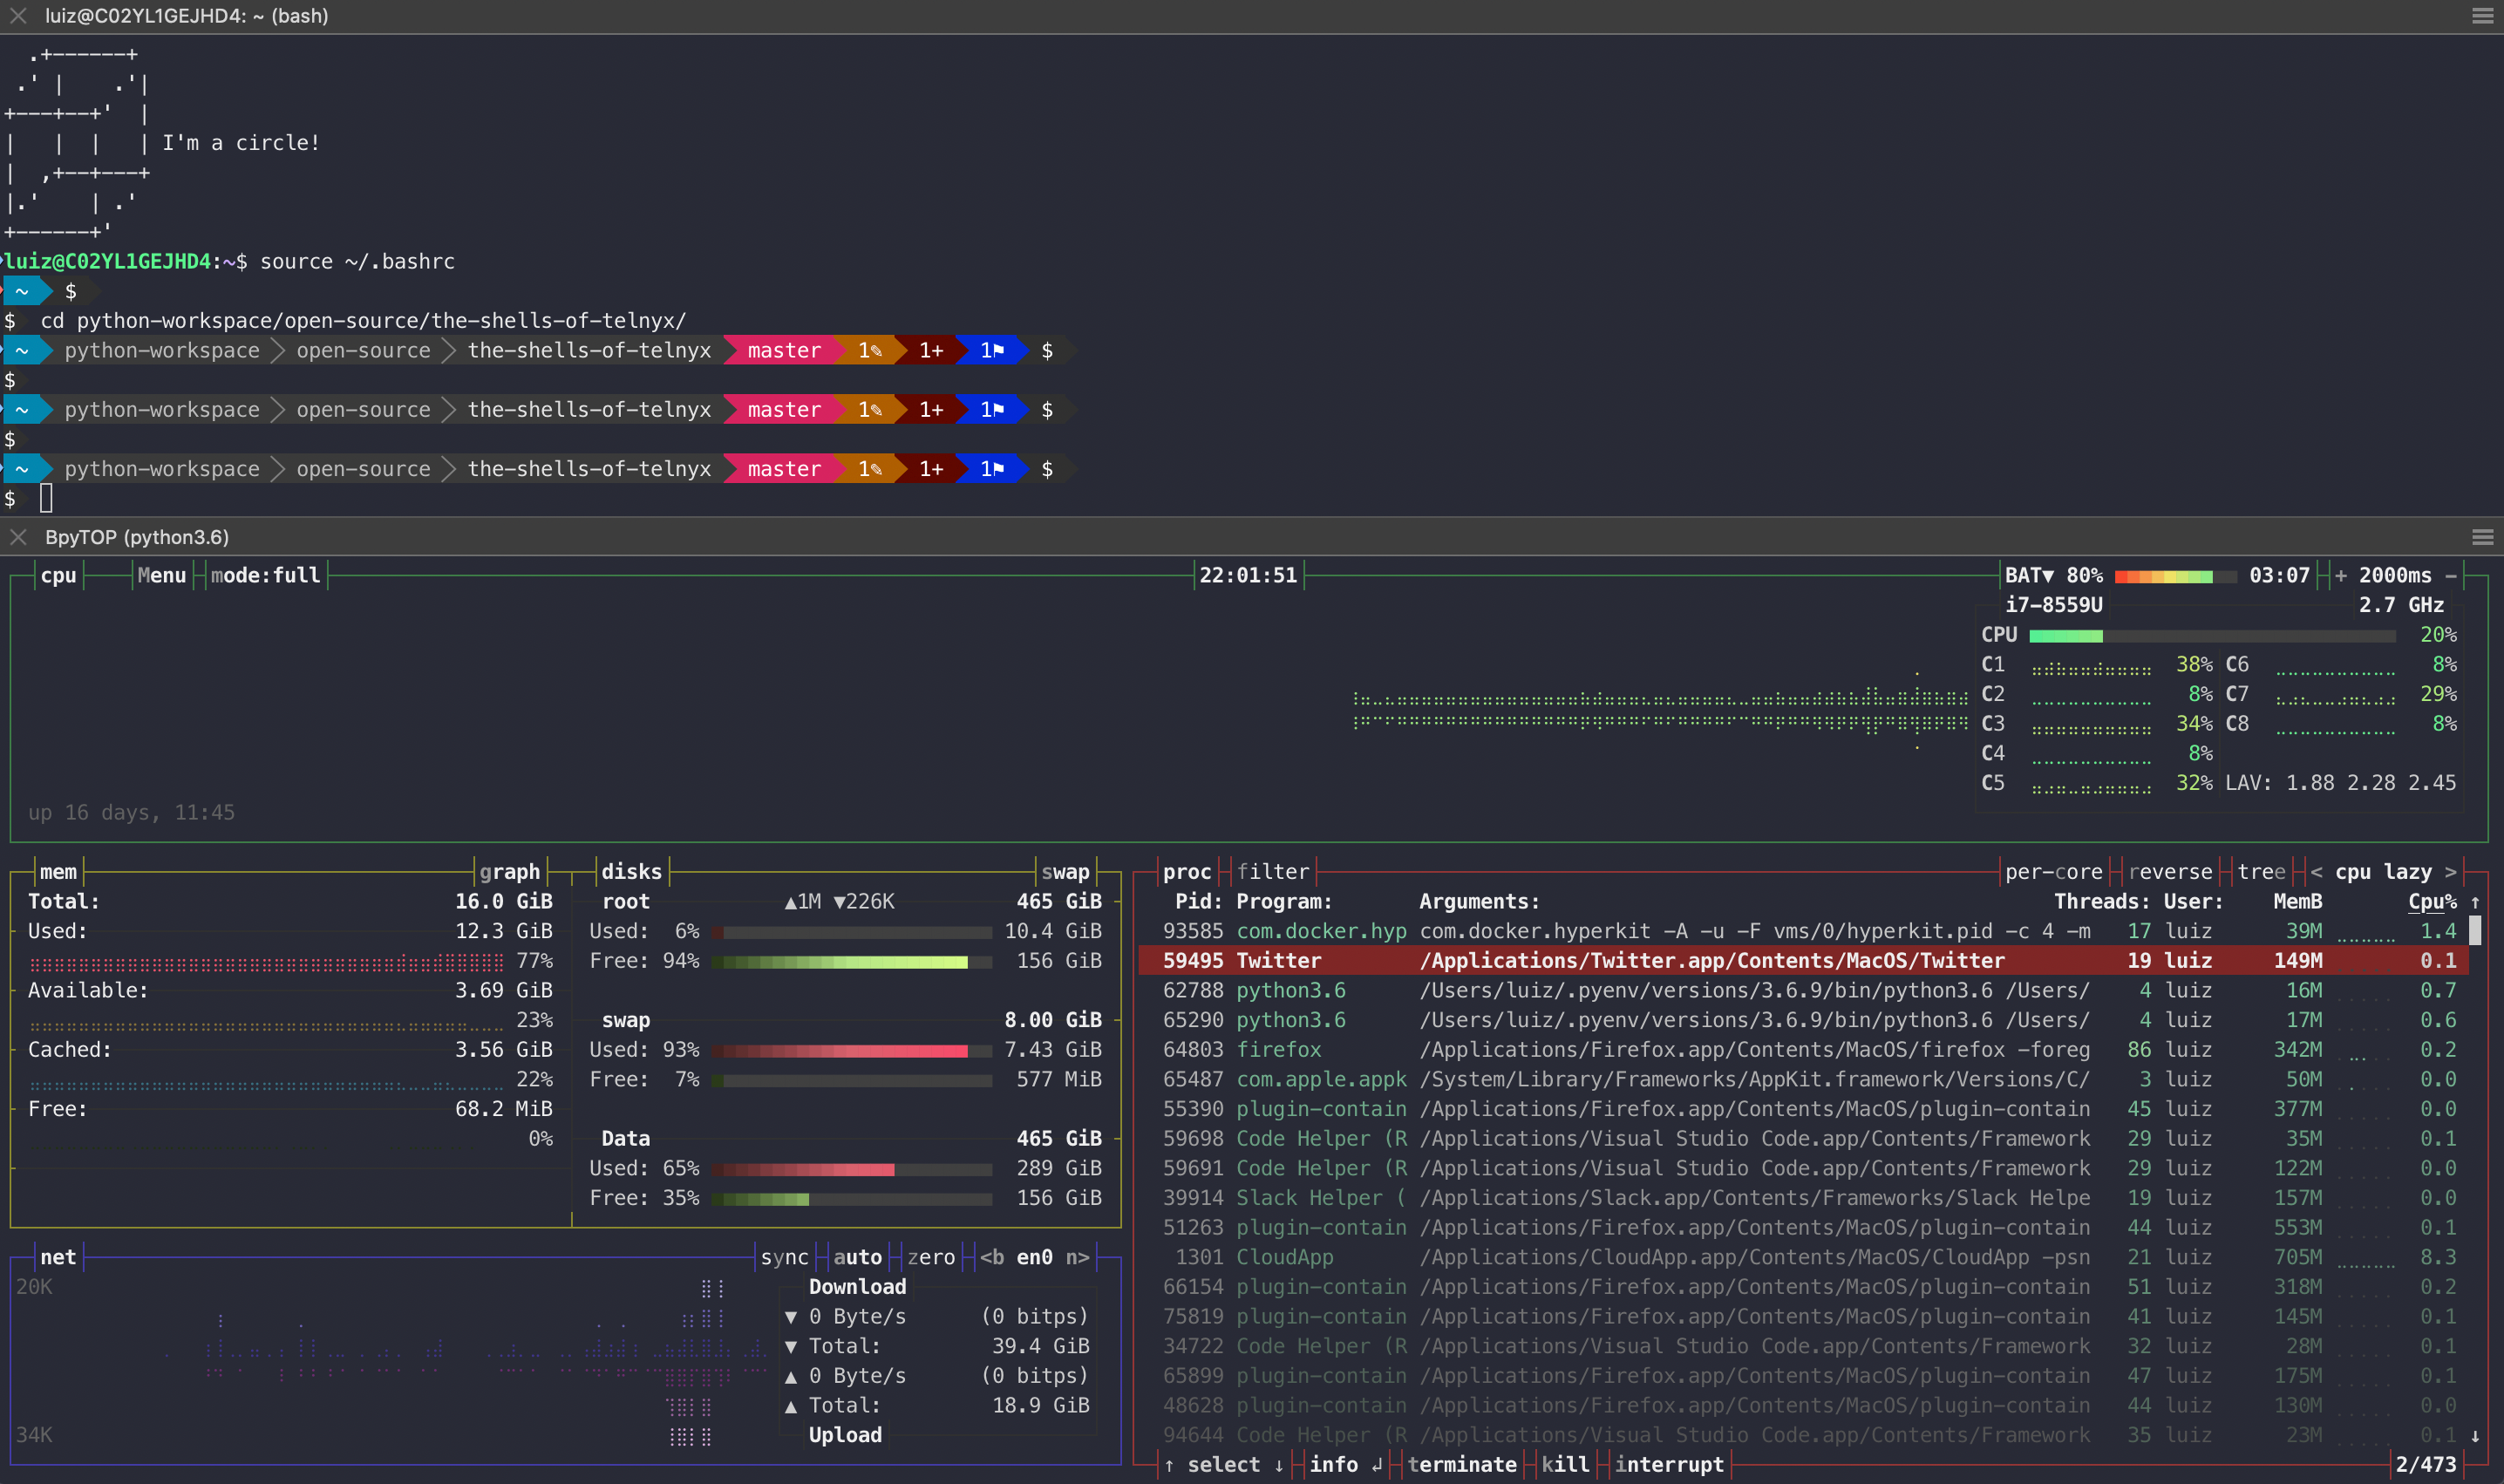 luiz@C02YL1GEJHD4: ~ (bash)
.+------+
.' |    .'|
+---+--+'  |
|   |  |   | I'm a circle!
|  ,+--+---+
|.'    | .'
+------+'
luiz@C02YL1GEJHD4:~$ source ~/.bashrc
~ $
$ cd python-workspace/open-source/the-shells-of-telnyx/
~ python-workspace open-source the-shells-of-telnyx master 1✎ 1+ 1⚑ $
$
~ python-workspace open-source the-shells-of-telnyx master 1✎ 1+ 1⚑ $
$
~ python-workspace open-source the-shells-of-telnyx master 1✎ 1+ 1⚑ $
$
BpyTOP (python3.6)
cpu Menu mode:full 22:01:51 BAT▼ 80% 03:07 + 2000ms -
i7-8559U 2.7 GHz
CPU 20%
C1 38% C6 8%
C2 8% C7 29%
C3 34% C8 8%
C4 8%
C5 32% LAV: 1.88 2.28 2.45
up 16 days, 11:45
mem graph
Total: 16.0 GiB
Used: 12.3 GiB
77%
Available: 3.69 GiB
23%
Cached: 3.56 GiB
22%
Free: 68.2 MiB
0%
disks swap
root ▲1M ▼226K 465 GiB
Used: 6% 10.4 GiB
Free: 94% 156 GiB
swap 8.00 GiB
Used: 93% 7.43 GiB
Free: 7% 577 MiB
Data 465 GiB
Used: 65% 289 GiB
Free: 35% 156 GiB
net sync auto zero <b en0 n>
20K
Download
▼ 0 Byte/s (0 bitps)
▼ Total: 39.4 GiB
▲ 0 Byte/s (0 bitps)
▲ Total: 18.9 GiB
Upload
34K
proc filter per-core reverse tree < cpu lazy >
Pid: Program: Arguments: Threads: User: MemB Cpu% ↑
93585 com.docker.hyp com.docker.hyperkit -A -u -F vms/0/hyperkit.pid -c 4 -m 17 luiz 39M 1.4
59495 Twitter /Applications/Twitter.app/Contents/MacOS/Twitter 19 luiz 149M 0.1
62788 python3.6 /Users/luiz/.pyenv/versions/3.6.9/bin/python3.6 /Users/ 4 luiz 16M 0.7
65290 python3.6 /Users/luiz/.pyenv/versions/3.6.9/bin/python3.6 /Users/ 4 luiz 17M 0.6
64803 firefox /Applications/Firefox.app/Contents/MacOS/firefox -foreg 86 luiz 342M 0.2
65487 com.apple.appk /System/Library/Frameworks/AppKit.framework/Versions/C/ 3 luiz 50M 0.0
55390 plugin-contain /Applications/Firefox.app/Contents/MacOS/plugin-contain 45 luiz 377M 0.0
59698 Code Helper (R /Applications/Visual Studio Code.app/Contents/Framework 29 luiz 35M 0.1
59691 Code Helper (R /Applications/Visual Studio Code.app/Contents/Framework 29 luiz 122M 0.0
39914 Slack Helper ( /Applications/Slack.app/Contents/Frameworks/Slack Helpe 19 luiz 157M 0.0
51263 plugin-contain /Applications/Firefox.app/Contents/MacOS/plugin-contain 44 luiz 553M 0.1
1301 CloudApp /Applications/CloudApp.app/Contents/MacOS/CloudApp -psn 21 luiz 705M 8.3
66154 plugin-contain /Applications/Firefox.app/Contents/MacOS/plugin-contain 51 luiz 318M 0.2
75819 plugin-contain /Applications/Firefox.app/Contents/MacOS/plugin-contain 41 luiz 145M 0.1
34722 Code Helper (R /Applications/Visual Studio Code.app/Contents/Framework 32 luiz 28M 0.1
65899 plugin-contain /Applications/Firefox.app/Contents/MacOS/plugin-contain 47 luiz 175M 0.1
48628 plugin-contain /Applications/Firefox.app/Contents/MacOS/plugin-contain 44 luiz 130M 0.0
94644 Code Helper (R /Applications/Visual Studio Code.app/Contents/Framework 35 luiz 23M 0.1 ↓
↑ select ↓ info ↲ terminate kill interrupt 2/473